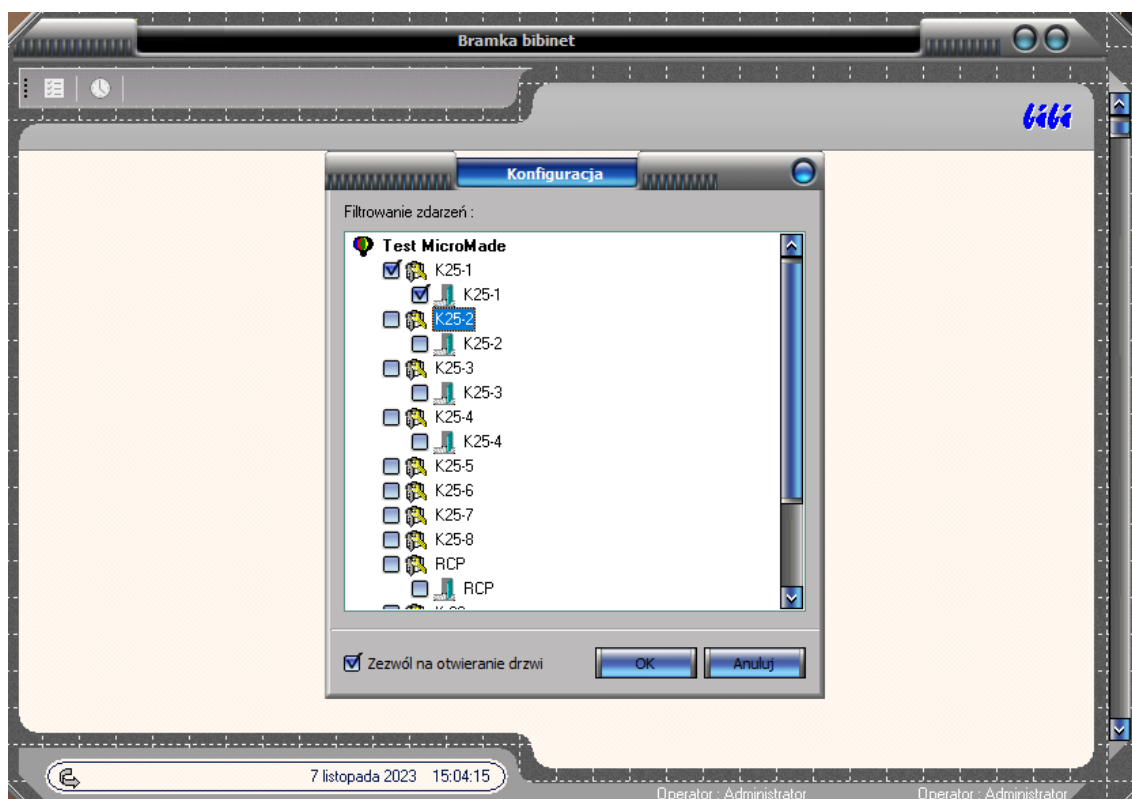 Bramka bibinet
bibi
Konfiguracja
Filtrowanie zdarzeń :
Test MicroMade
K25-1
K25-1
K25-2
K25-2
K25-3
K25-3
K25-4
K25-4
K25-5
K25-6
K25-7
K25-8
RCP
RCP
Zezwól na otwieranie drzwi OK Anuluj
7 listopada 2023 15:04:15
Operator : Administrator Operator : Administrator